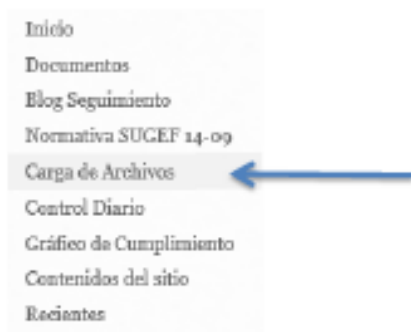 Inicio
Documentos
Blog Seguimiento
Normativa SUGEF 14-09
Carga de Archivos
Control Diario
Gráfico de Cumplimiento
Contenidos del sitio
Recientes